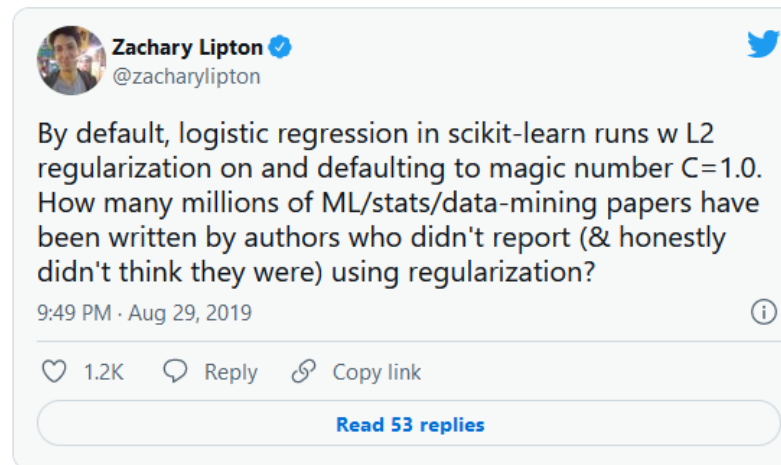 Zachary Lipton
@zacharylipton
By default, logistic regression in scikit-learn runs w L2
regularization on and defaulting to magic number C=1.0.
How many millions of ML/stats/data-mining papers have
been written by authors who didn't report (& honestly
didn't think they were) using regularization?
9:49 PM · Aug 29, 2019
1.2K Reply Copy link
Read 53 replies